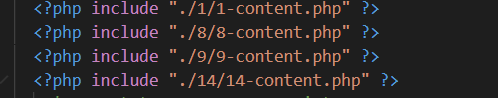 <?php include "./1/1-content.php" ?>
<?php include "./8/8-content.php" ?>
<?php include "./9/9-content.php" ?>
<?php include "./14/14-content.php" ?>